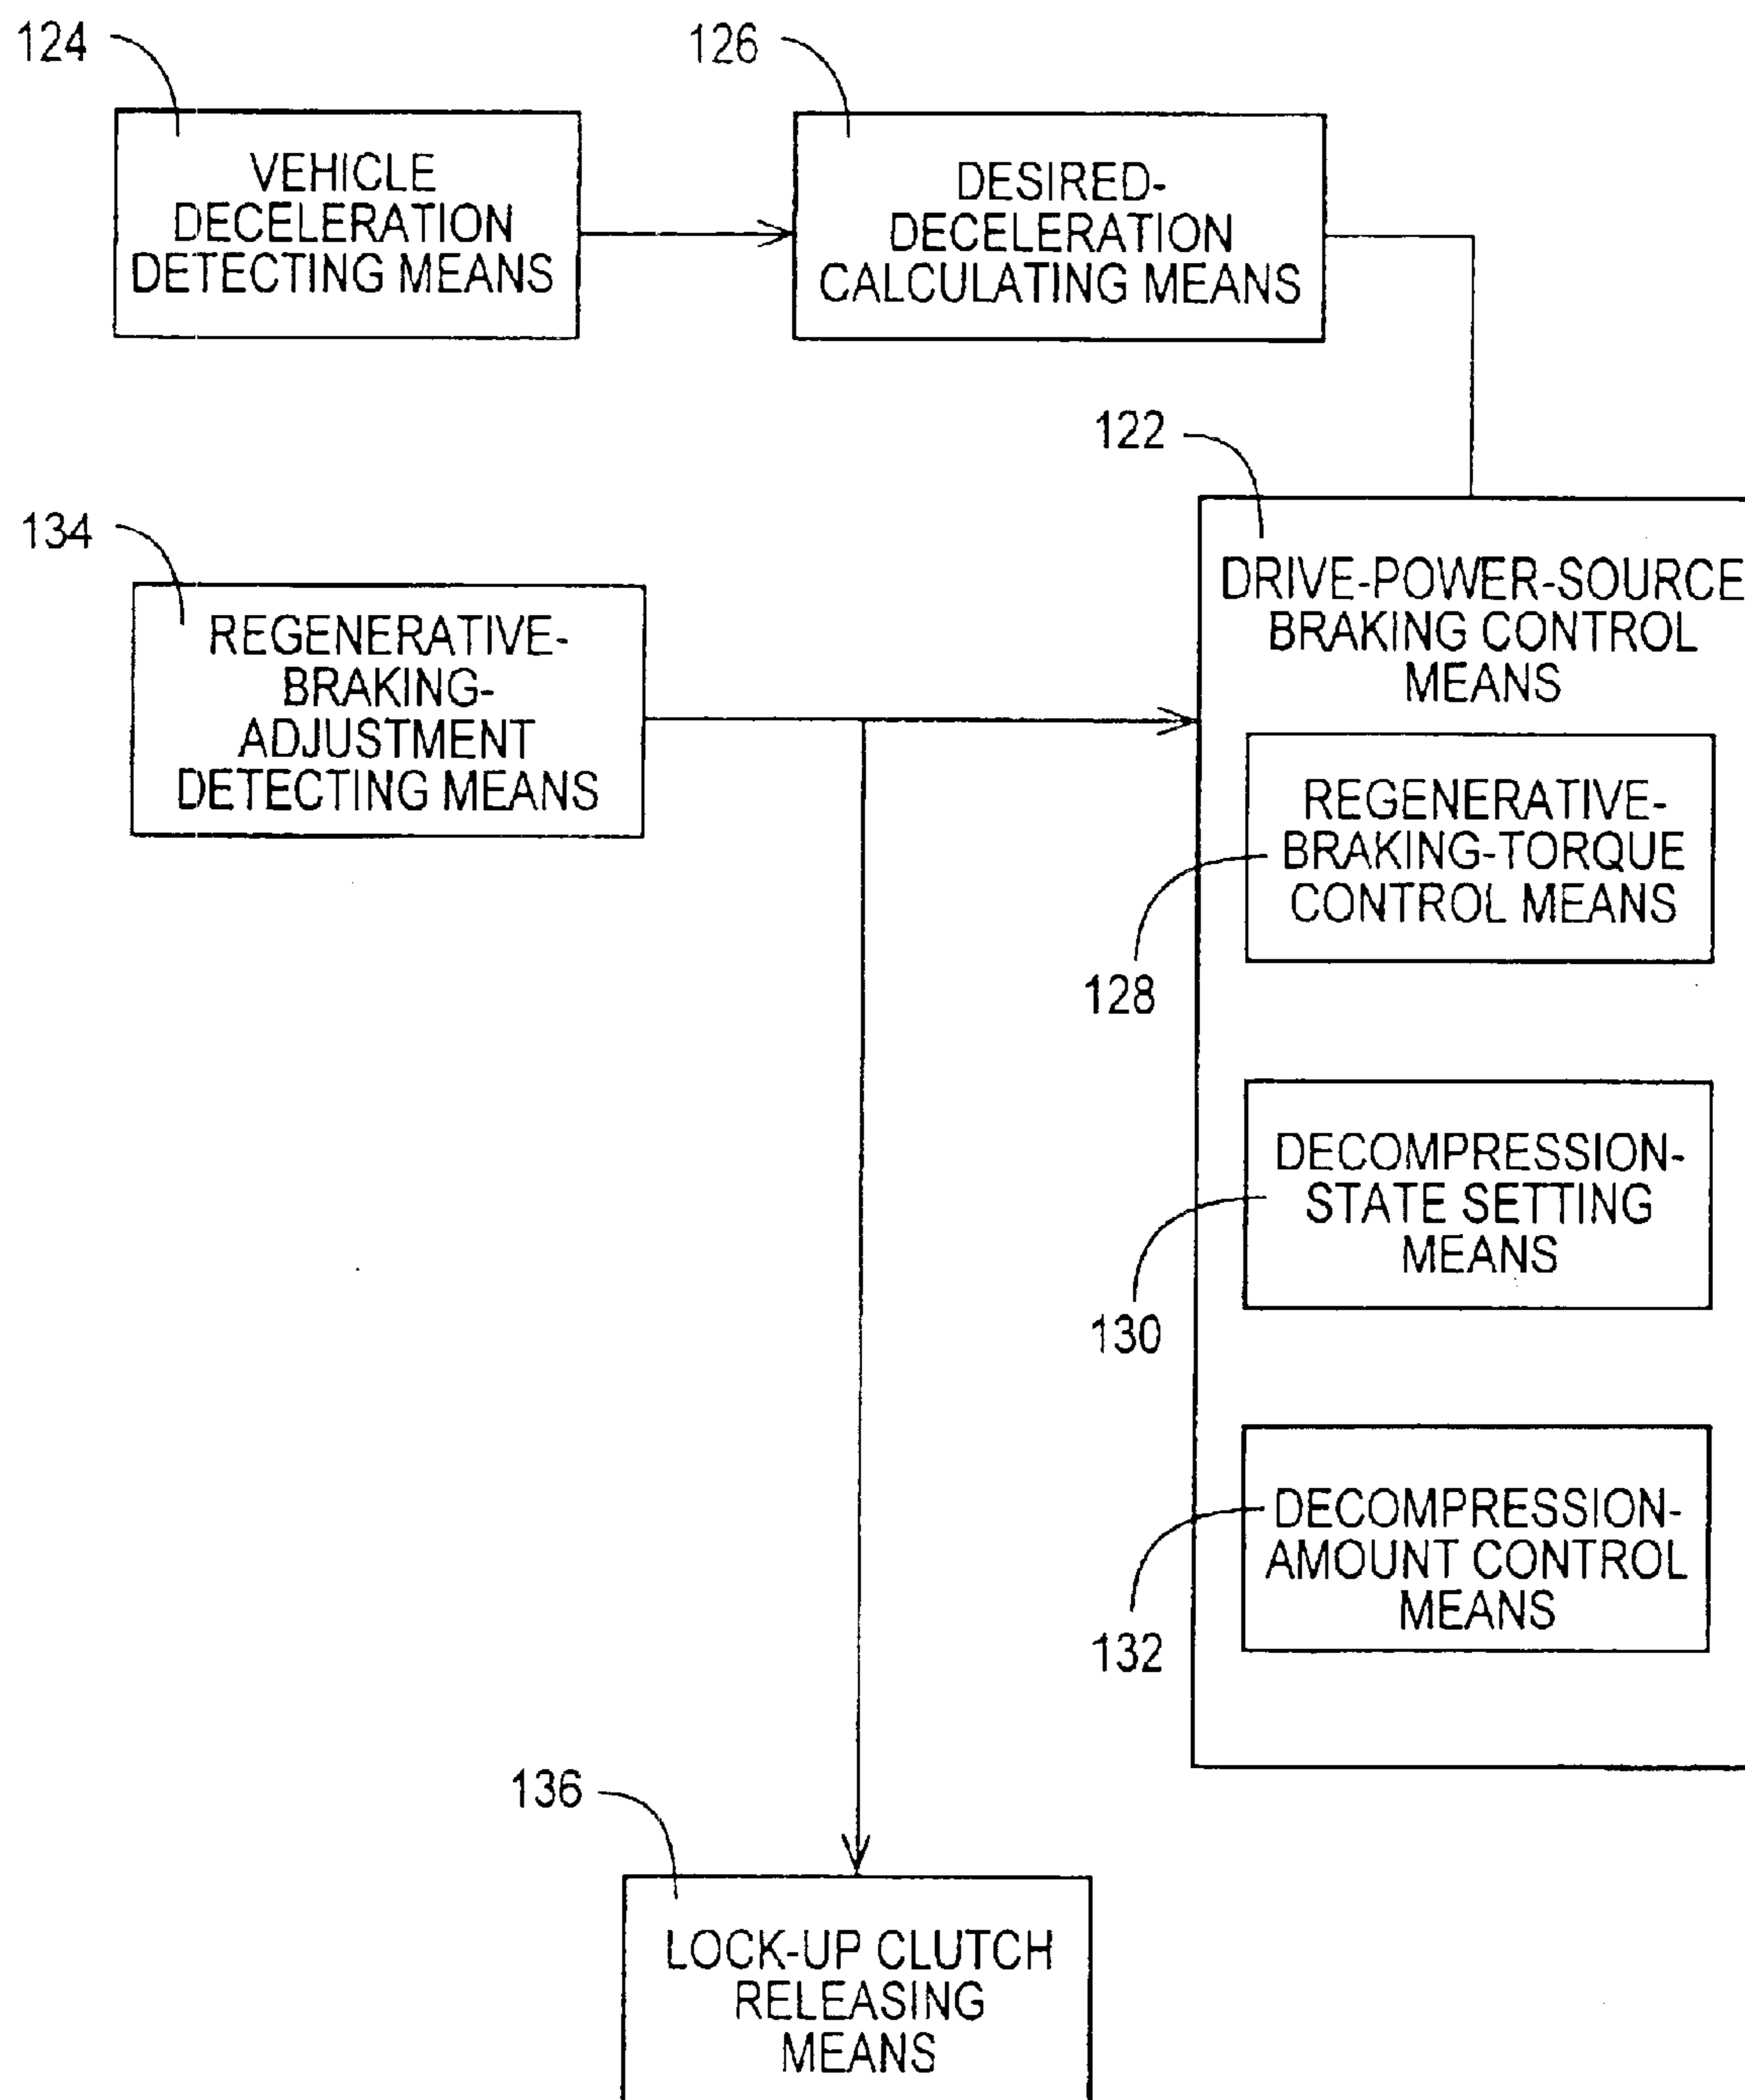 124
126
VEHICLE
DECELERATION
DETECTING MEANS
DESIRED-
DECELERATION
CALCULATING MEANS
122
134
DRIVE-POWER-SOURCE
BRAKING CONTROL
MEANS
REGENERATIVE-
BRAKING-
ADJUSTMENT
DETECTING MEANS
REGENERATIVE-
BRAKING-TORQUE
CONTROL MEANS
128
DECOMPRESSION-
STATE SETTING
MEANS
130
DECOMPRESSION-
AMOUNT CONTROL
MEANS
132
136
LOCK-UP CLUTCH
RELEASING
MEANS